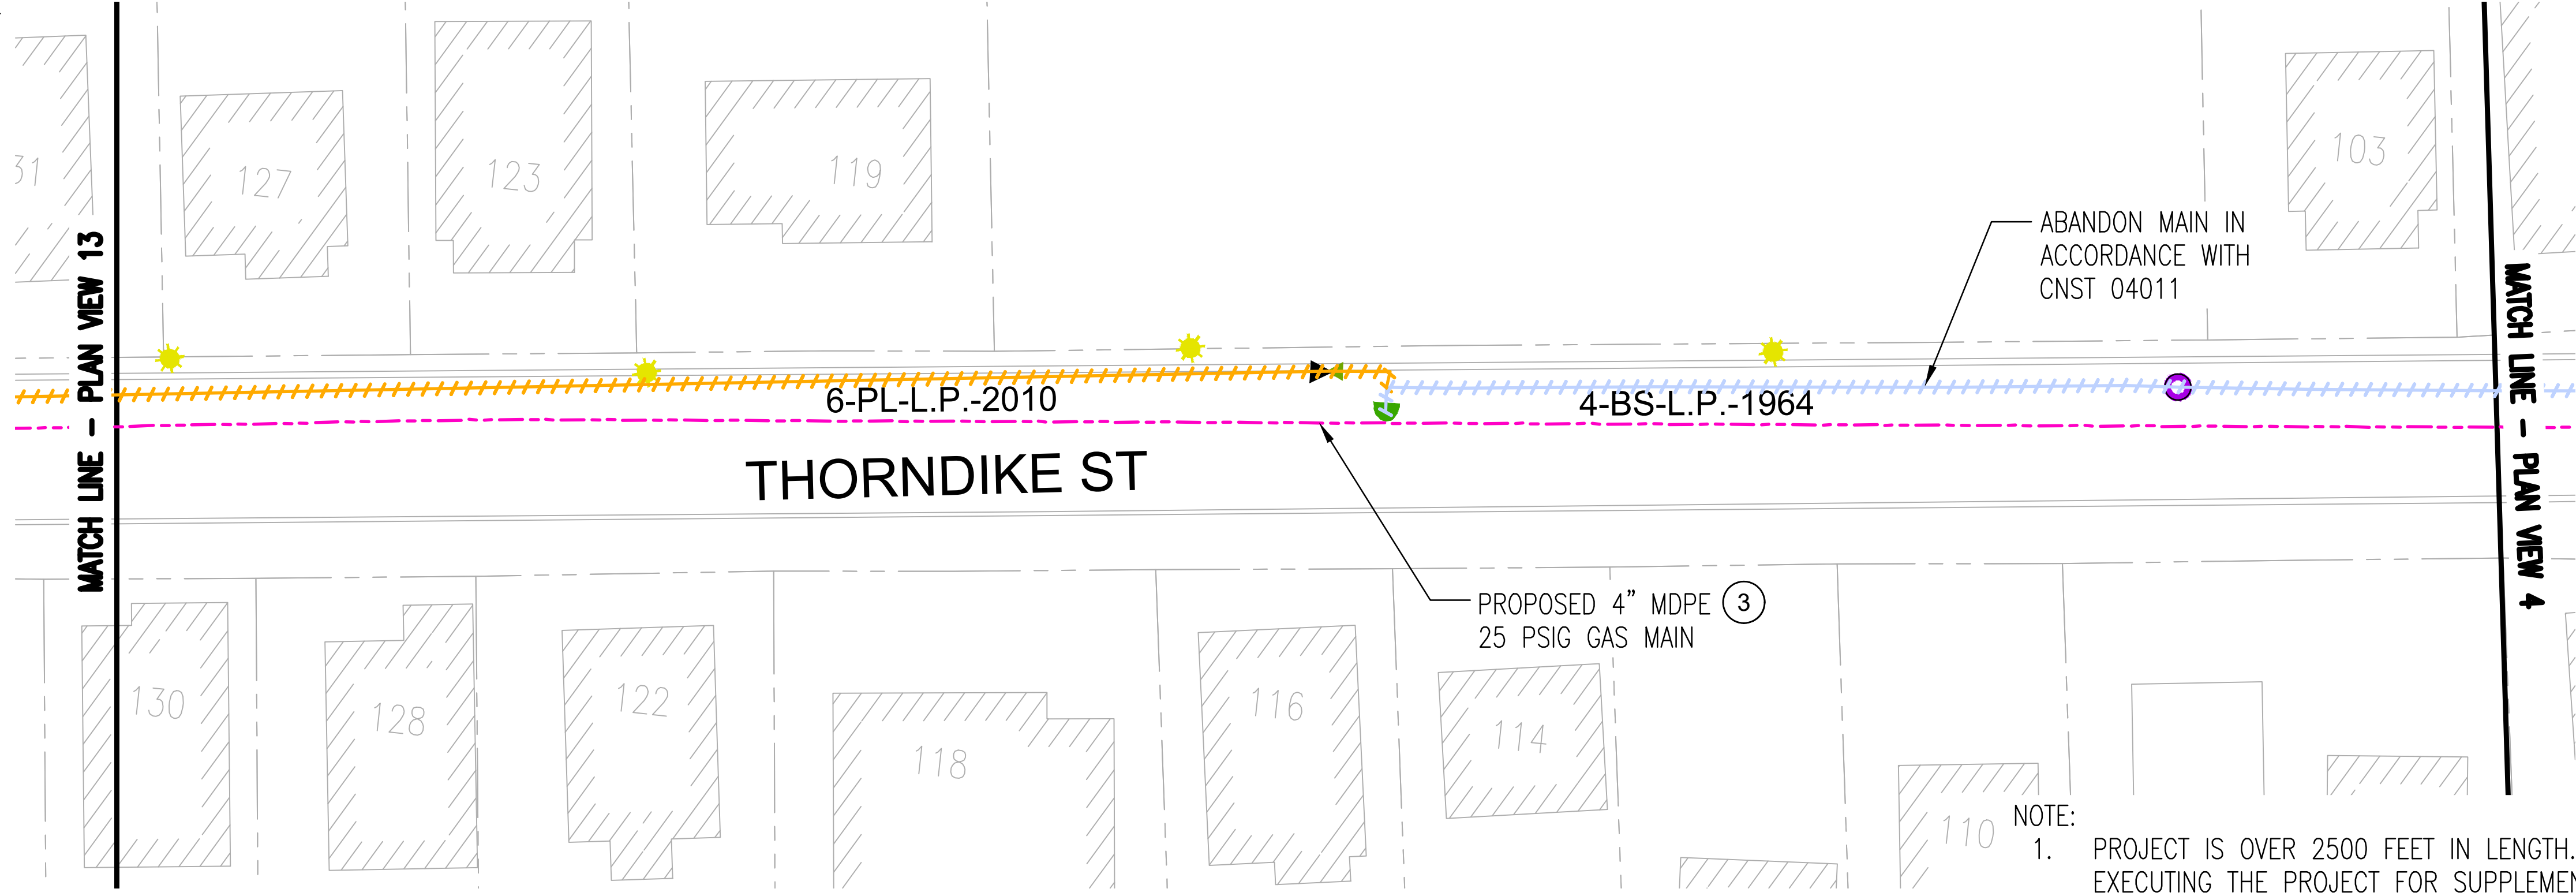 MATCH LINE - PLAN VIEW 13
31
127
123
119
103
ABANDON MAIN IN
ACCORDANCE WITH
CNST 04011
MATCH LINE - PLAN VIEW 4
6-PL-L.P.-2010
4-BS-L.P.-1964
THORNDIKE ST
PROPOSED 4” MDPE 3
25 PSIG GAS MAIN
130
128
122
118
116
114
110
NOTE:
1. PROJECT IS OVER 2500 FEET IN LENGTH.
EXECUTING THE PROJECT FOR